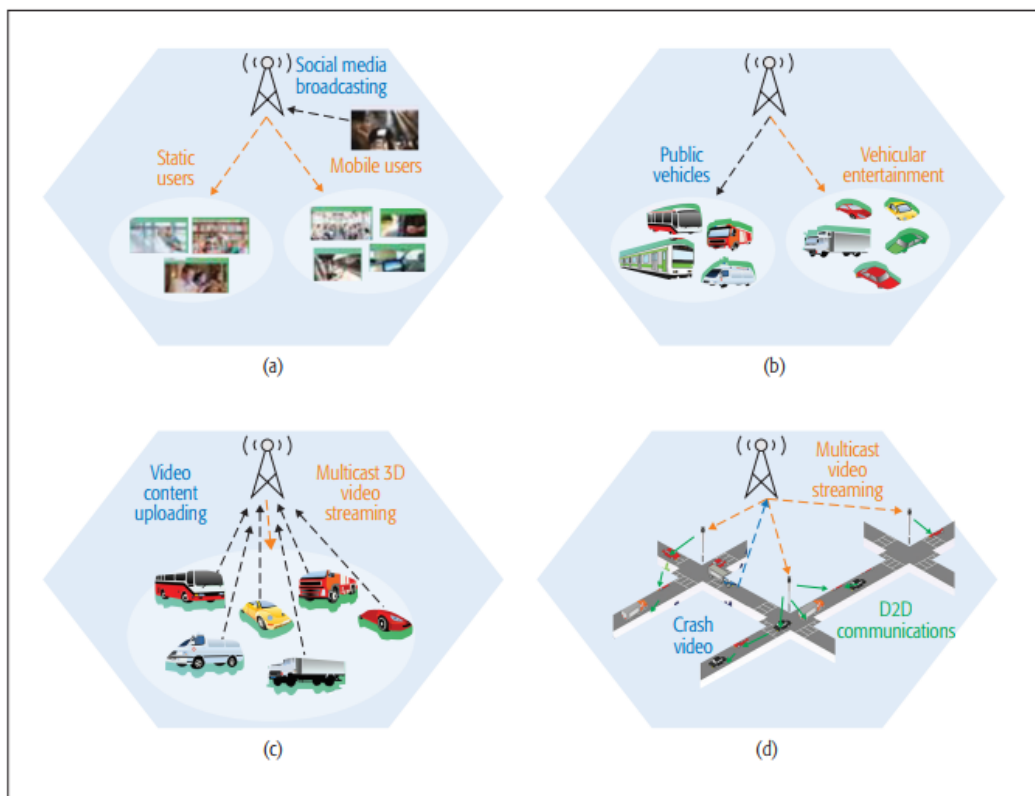 Social media
broadcasting
Static
users
Mobile users
(a)
Public
vehicles
Vehicular
entertainment
(b)
Video
content
uploading
Multicast 3D
video
streaming
(c)
Multicast
video
streaming
Crash
video
D2D
communications
(d)